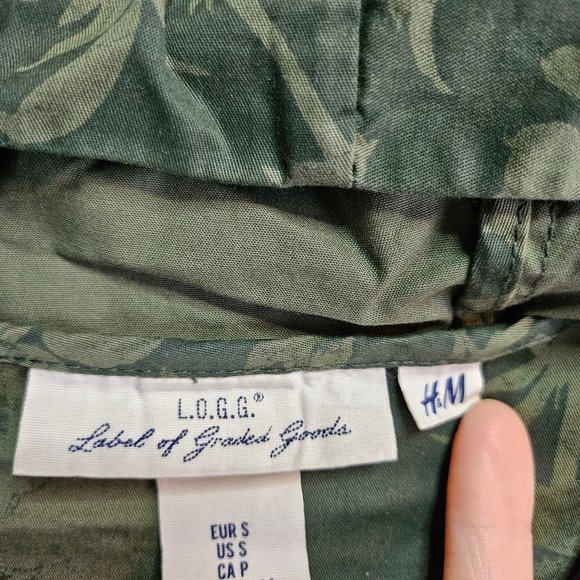 L.O.G.G.®
Label of Graded Goods
H&M
EUR S
US S
CA P